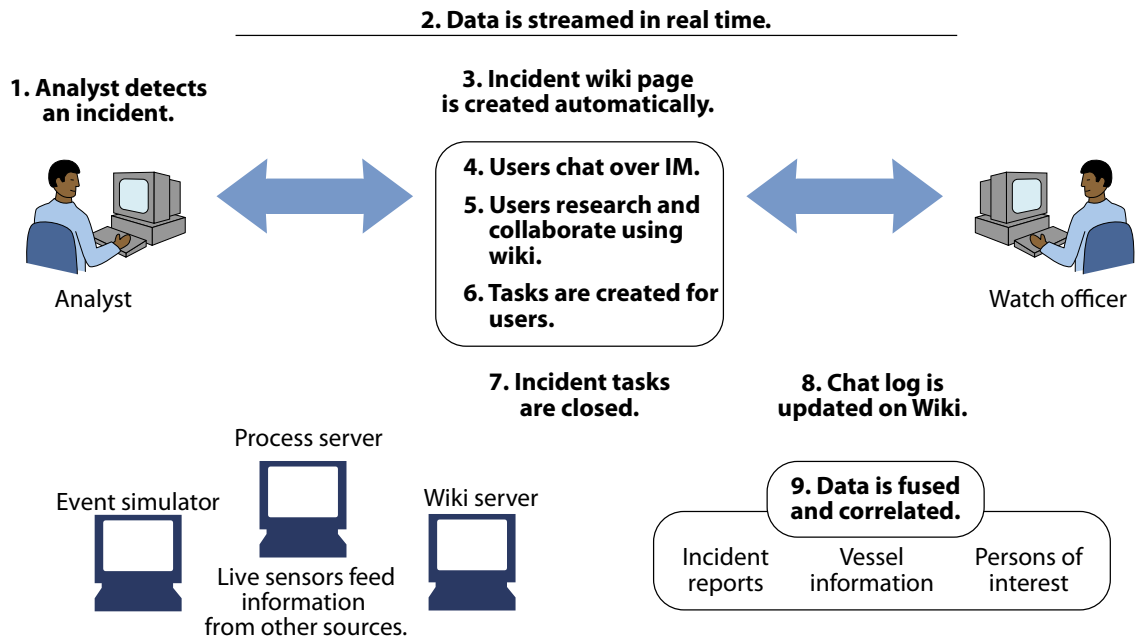 2. Data is streamed in real time.
1. Analyst detects
an incident.
3. Incident wiki page
is created automatically.
4. Users chat over IM.
5. Users research and
collaborate using
wiki.
6. Tasks are created for
users.
Analyst
Watch officer
7. Incident tasks
are closed.
8. Chat log is
updated on Wiki.
Process server
Event simulator
Wiki server
Live sensors feed
information
from other sources.
9. Data is fused
and correlated.
Incident
reports
Vessel
information
Persons of
interest